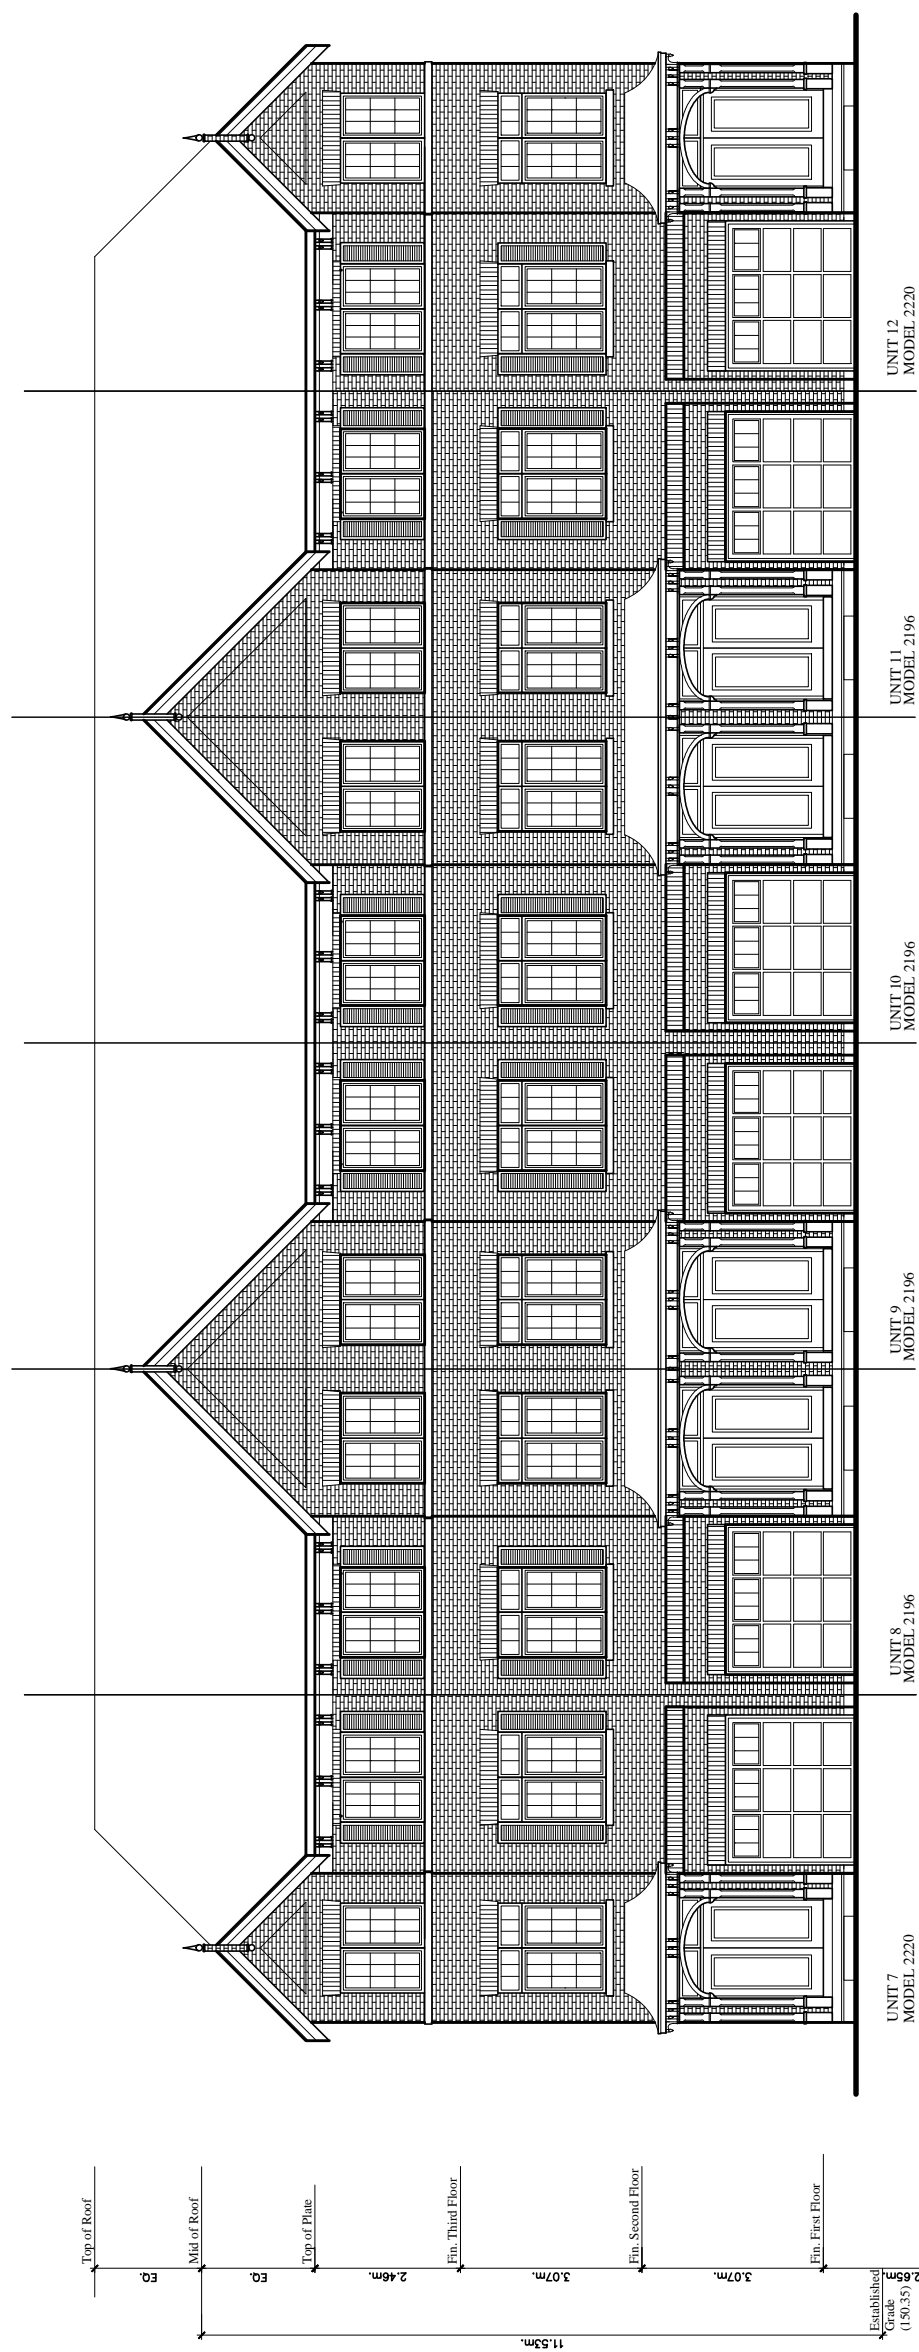 Top of Roof
EQ.
Mid of Roof
EQ.
Top of Plate
2.46m.
Fin. Third Floor
3.07m.
Fin. Second Floor
3.07m.
Fin. First Floor
2.65m.
Established
Grade
(150.35)
11.53m.
UNIT 7
MODEL 2220
UNIT 8
MODEL 2196
UNIT 9
MODEL 2196
UNIT 10
MODEL 2196
UNIT 11
MODEL 2196
UNIT 12
MODEL 2220